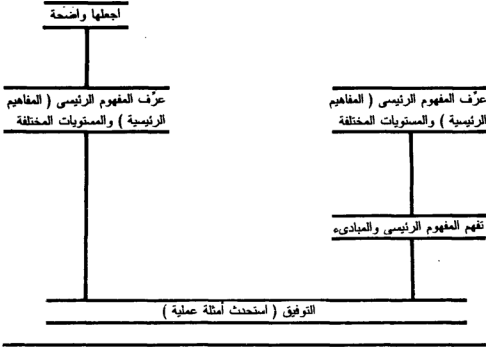 اجعلها واضحة
عرّف المفهوم الرئيسى ( المفاهيم
الرئيسية ) والمستويات المختلفة
عرّف المفهوم الرئيسى ( المفاهيم
الرئيسية ) والمستويات المختلفة
تفهم المفهوم الرئيسى والمبادىء
التوفيق ( استحدث أمثلة عملية )